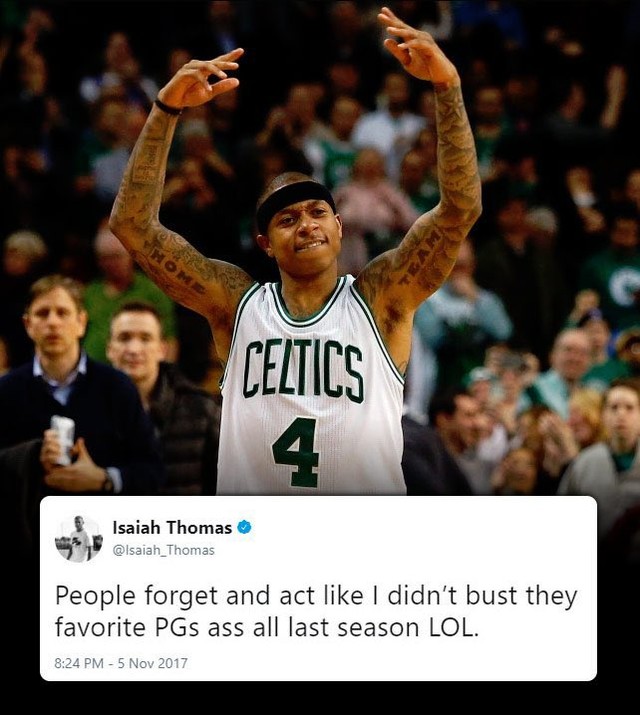 HOME
TEAM
CELTICS
4
Isaiah Thomas
@Isaiah_Thomas
People forget and act like I didn't bust they
favorite PGs ass all last season LOL.
8:24 PM - 5 Nov 2017